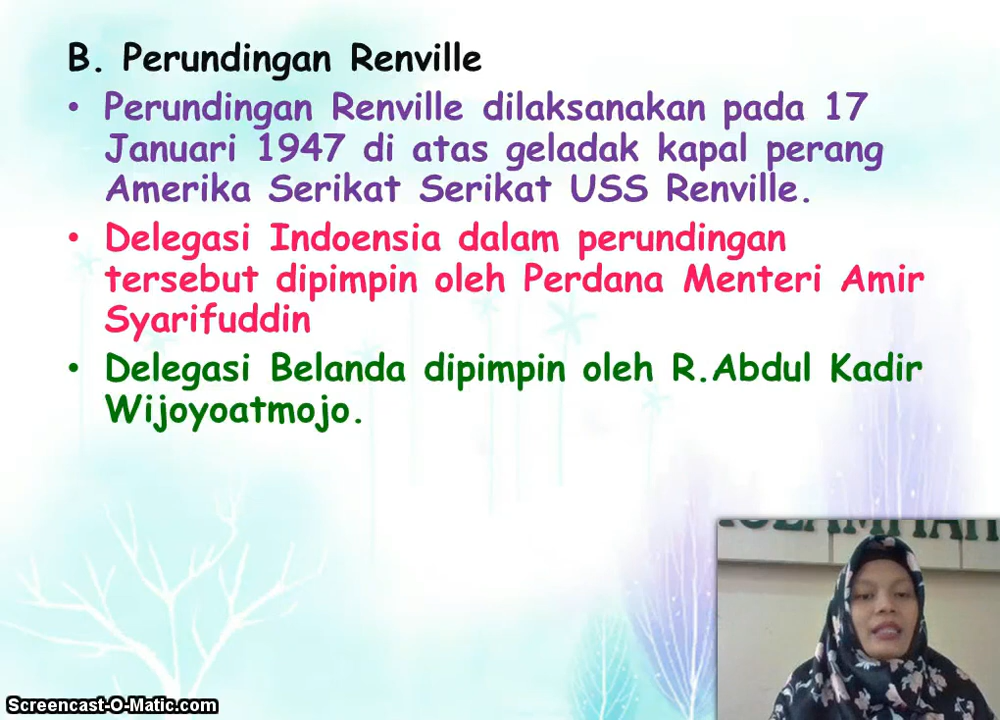 B. Perundingan Renville
• Perundingan Renville dilaksanakan pada 17
Januari 1947 di atas geladak kapal perang
Amerika Serikat Serikat USS Renville.
• Delegasi Indoensia dalam perundingan
tersebut dipimpin oleh Perdana Menteri Amir
Syarifuddin
• Delegasi Belanda dipimpin oleh R.Abdul Kadir
Wijoyoatmojo.
Screencast-O-Matic.com